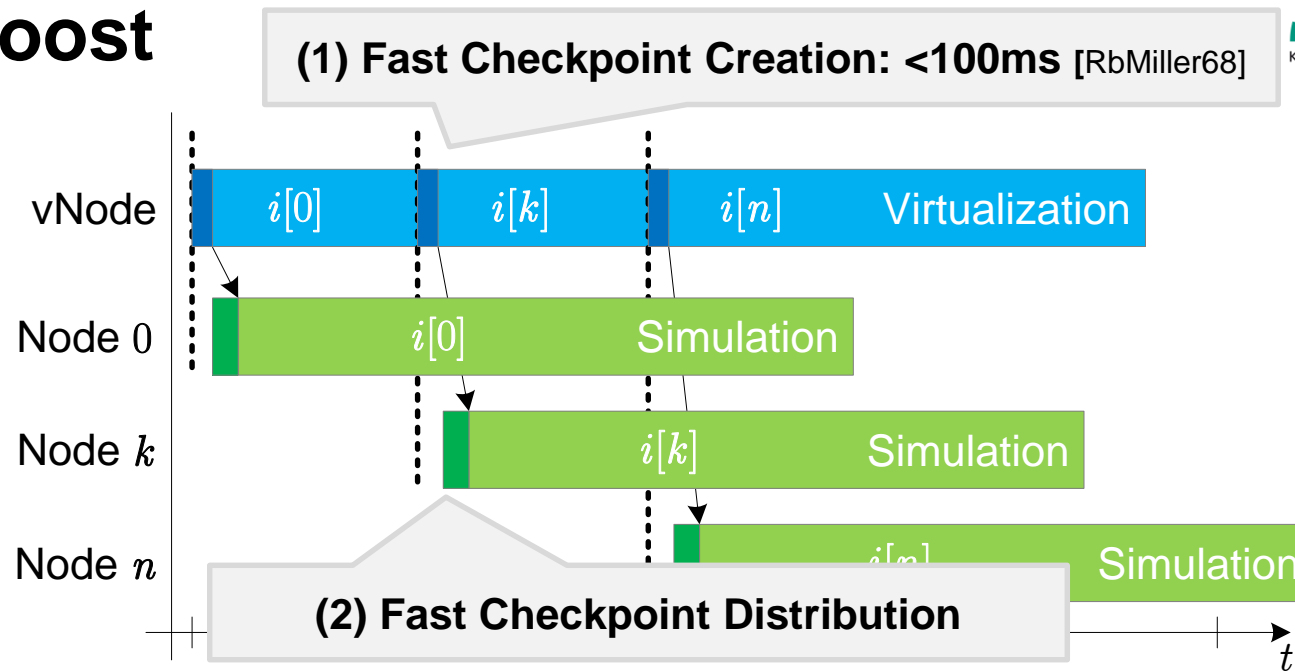 oost
(1) Fast Checkpoint Creation: <100ms [RbMiller68]
K
vNode i[0] i[k] i[n] Virtualization
Node 0 i[0] Simulation
Node k i[k] Simulation
Node n i[n] Simulation
(2) Fast Checkpoint Distribution
t